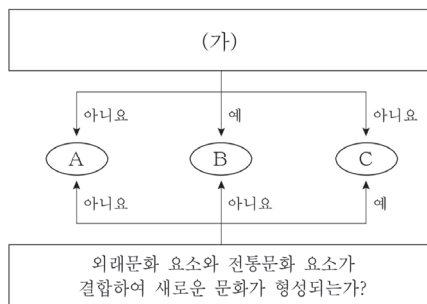 (가)
아니요
예
아니요
A
B
C
아니요
아니요
예
외래문화 요소와 전통문화 요소가
결합하여 새로운 문화가 형성되는가?